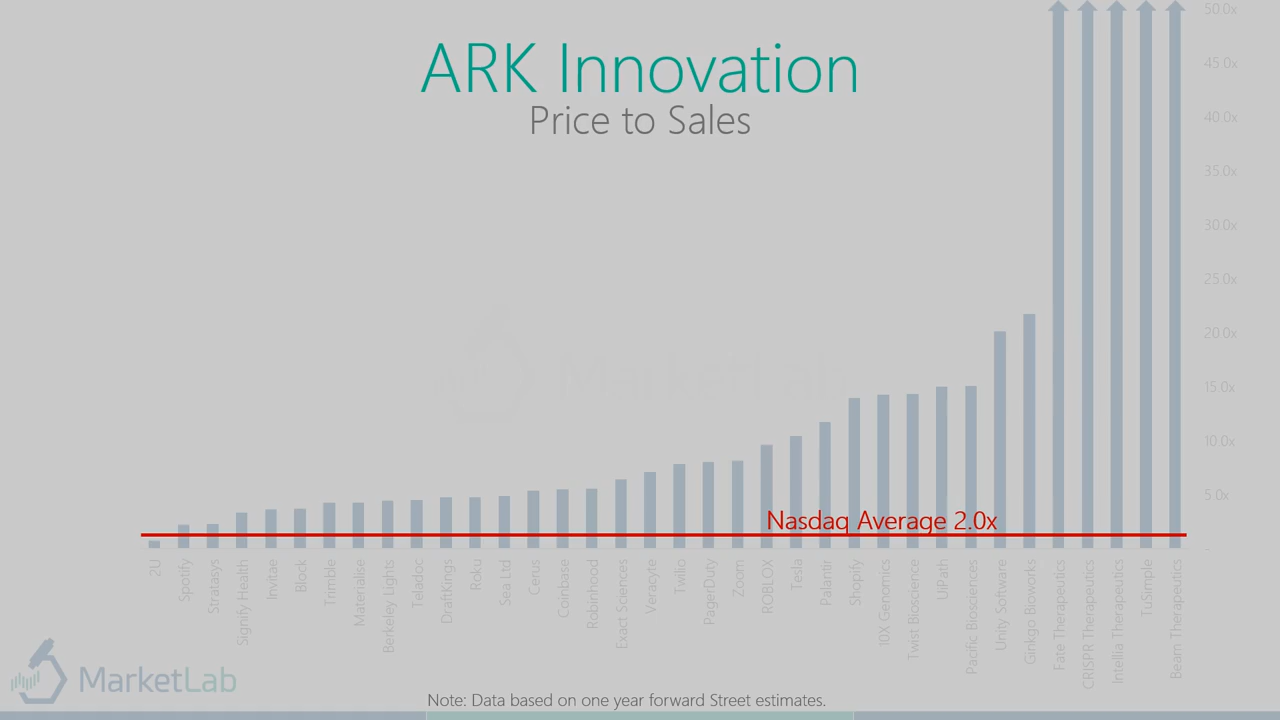 ARK Innovation
Price to Sales
50.0x
45.0x
40.0x
35.0x
30.0x
25.0x
20.0x
15.0x
10.0x
5.0x
-
Nasdaq Average 2.0x
2U
Spotify
Stratasys
Signify Health
Invitae
Block
Trimble
Materialise
Berkeley Lights
Teladoc
DraftKings
Roku
Sea Ltd
Cerus
Coinbase
Robinhood
Exact Sciences
Veracyte
Twilio
PagerDuty
Zoom
ROBLOX
Tesla
Palantir
Shopify
10X Genomics
Twist Bioscience
UiPath
Pacific Biosciences
Unity Software
Ginkgo Bioworks
Fate Therapeutics
CRISPR Therapeutics
Intellia Therapeutics
TuSimple
Beam Therapeutics
MarketLab
MarketLab
Note: Data based on one year forward Street estimates.